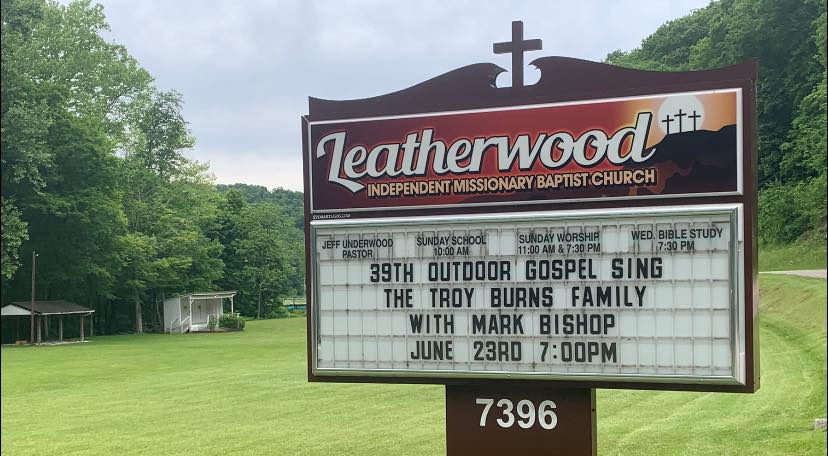 Leatherwood
INDEPENDENT MISSIONARY BAPTIST CHURCH
STEWARTSIGNS.COM
JEFF UNDERWOOD SUNDAY SCHOOL SUNDAY WORSHIP WED. BIBLE STUDY
PASTOR 10:00 AM 11:00 AM & 7:30 PM 7:30 PM
39TH OUTDOOR GOSPEL SING
THE TROY BURNS FAMILY
WITH MARK BISHOP
JUNE 23RD 7:00PM
7396